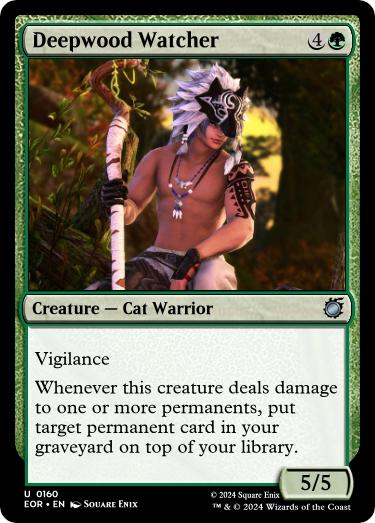 Deepwood Watcher 4
Creature — Cat Warrior
Vigilance
Whenever this creature deals damage
to one or more permanents, put
target permanent card in your
graveyard on top of your library.
5/5
U 0160
EOR • EN Square Enix
© 2024 Square Enix
™ & © 2024 Wizards of the Coast